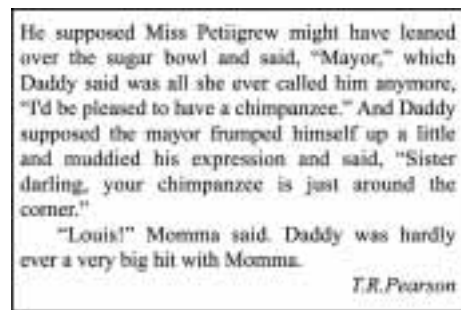 He supposed Miss Pettigrew might have leaned
over the sugar bowl and said, “Mayor,” which
Daddy said was all she ever called him anymore,
“I'd be pleased to have a chimpanzee.” And Daddy
supposed the mayor frumped himself up a little
and muddied his expression and said, “Sister
darling, your chimpanzee is just around the
corner.”
“Louis!” Momma said. Daddy was hardly
ever a very big hit with Momma.
T.R.Pearson